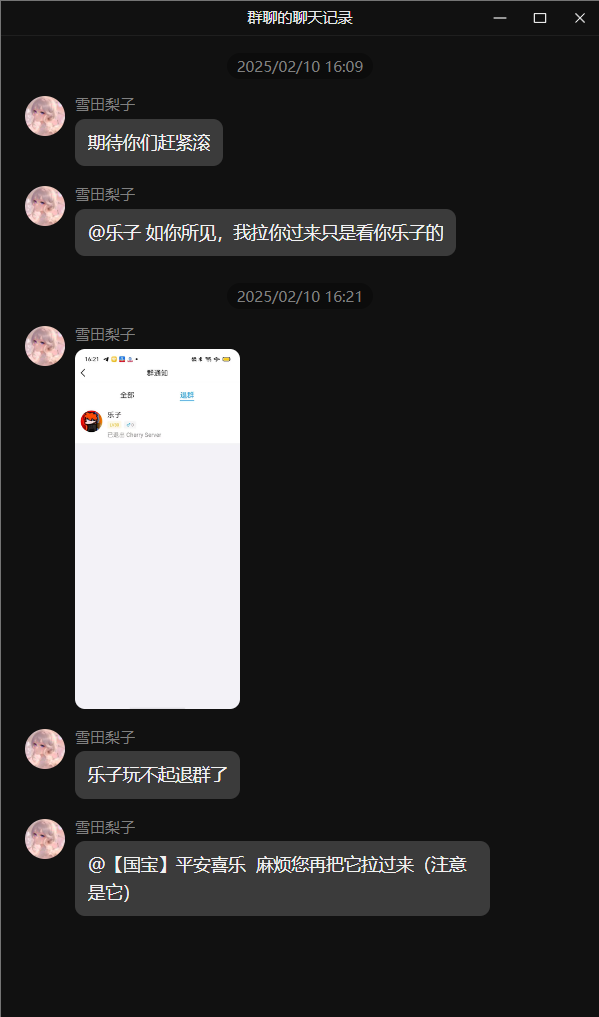 群聊的聊天记录
2025/02/10 16:09
雪田梨子
期待你们赶紧滚
雪田梨子
@乐子 如你所见，我拉你过来只是看你乐子的
2025/02/10 16:21
雪田梨子
16:21
群通知
全部
退群
乐子
已退出 Cherry Server
雪田梨子
乐子玩不起退群了
雪田梨子
@【国宝】平安喜乐 麻烦您再把它拉过来（注意
是它）